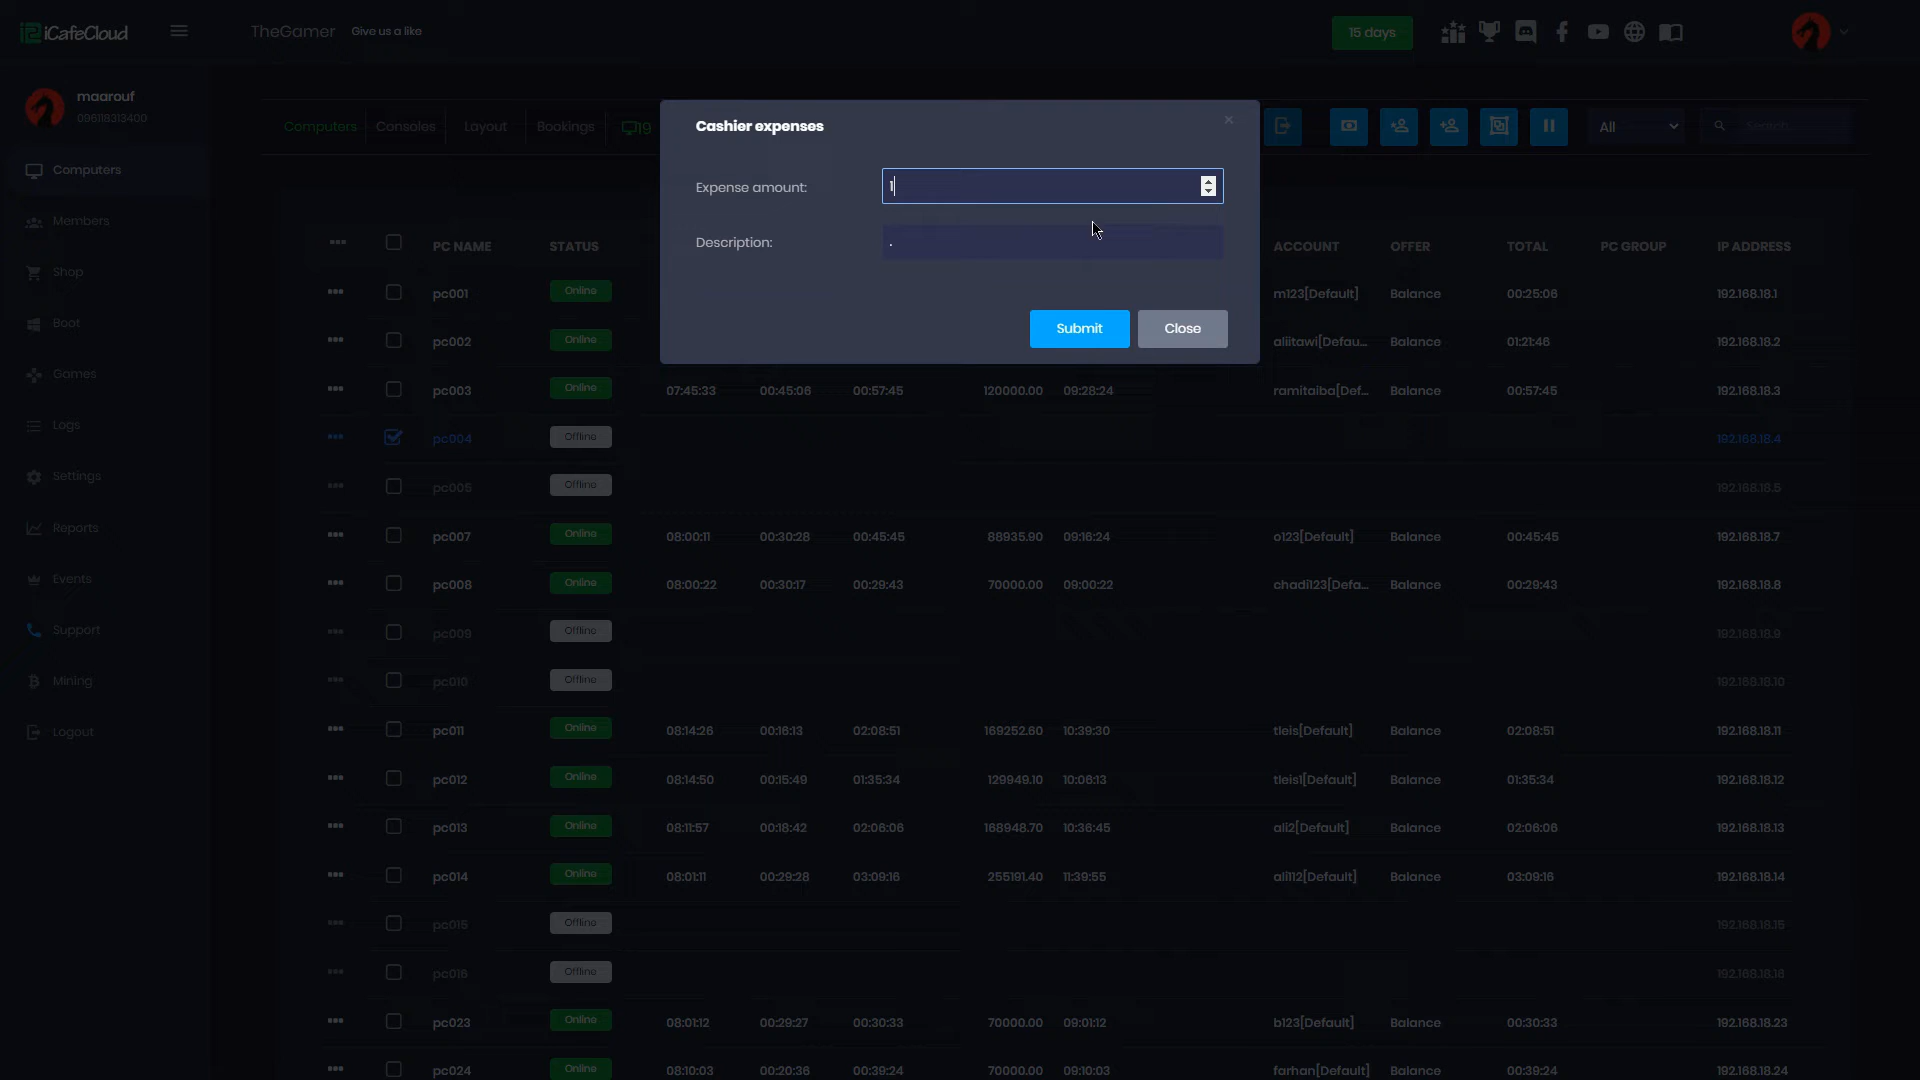 iCafeCloud
TheGamer Give us a like
15 days
maarouf
096118313400
Computers
Members
Shop
Boot
Games
Logs
Settings
Reports
Events
Support
Mining
Logout
Computers Consoles Layout Bookings 19
All
Search...
Cashier expenses
×
Expense amount: 1
Description: .
Submit Close
PC NAME STATUS ACCOUNT OFFER TOTAL PC GROUP IP ADDRESS
pc001 Online m123[Default] Balance 00:25:06 192.168.18.1
pc002 Online aliitawi[Defau... Balance 01:21:46 192.168.18.2
pc003 Online 07:45:33 00:45:06 00:57:45 120000.00 09:28:24 ramitaiba[Def... Balance 00:57:45 192.168.18.3
pc004 Offline 192.168.18.4
pc005 Offline 192.168.18.5
pc007 Online 08:00:11 00:30:28 00:45:45 88935.90 09:16:24 o123[Default] Balance 00:45:45 192.168.18.7
pc008 Online 08:00:22 00:30:17 00:29:43 70000.00 09:00:22 chadi123[Defa... Balance 00:29:43 192.168.18.8
pc009 Offline 192.168.18.9
pc010 Offline 192.168.18.10
pc011 Online 08:14:26 00:16:13 02:08:51 169252.60 10:39:30 tleis[Default] Balance 02:08:51 192.168.18.11
pc012 Online 08:14:50 00:15:49 01:35:34 129949.10 10:06:13 tleis1[Default] Balance 01:35:34 192.168.18.12
pc013 Online 08:11:57 00:18:42 02:06:06 168948.70 10:36:45 ali2[Default] Balance 02:06:06 192.168.18.13
pc014 Online 08:01:11 00:29:28 03:09:16 255191.40 11:39:55 ali112[Default] Balance 03:09:16 192.168.18.14
pc015 Offline 192.168.18.15
pc016 Offline 192.168.18.16
pc023 Online 08:01:12 00:29:27 00:30:33 70000.00 09:01:12 b123[Default] Balance 00:30:33 192.168.18.23
pc024 Online 08:10:03 00:20:36 00:39:24 70000.00 09:10:03 farhan[Default] Balance 00:39:24 192.168.18.24